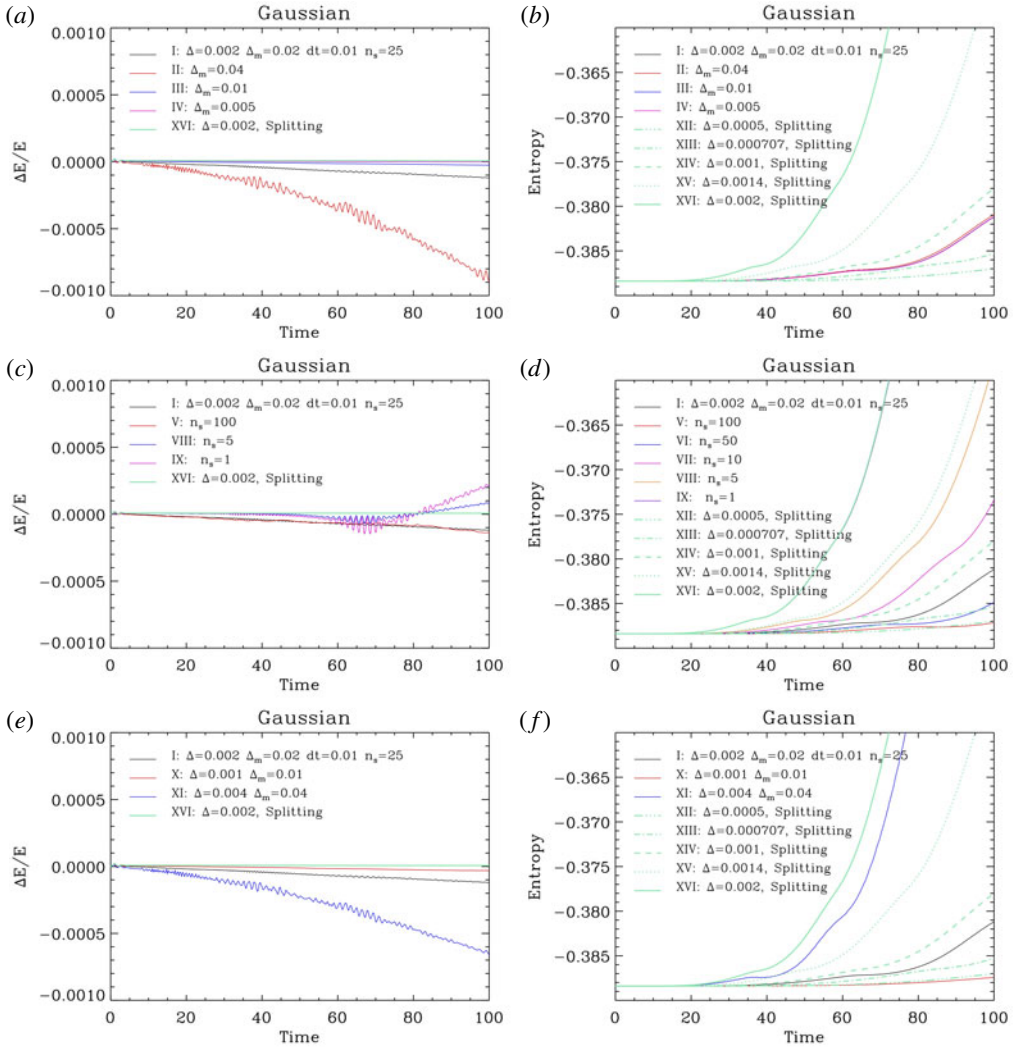 (a)
Gaussian
0.0010
0.0005
0.0000
−0.0005
−0.0010
ΔE/E
I: Δ=0.002 Δₘ=0.02 dt=0.01 nₛ=25
II: Δₘ=0.04
III: Δₘ=0.01
IV: Δₘ=0.005
XVI: Δ=0.002, Splitting
0 20 40 60 80 100
Time
(b)
Gaussian
−0.365
−0.370
−0.375
−0.380
−0.385
Entropy
I: Δ=0.002 Δₘ=0.02 dt=0.01 nₛ=25
II: Δₘ=0.04
III: Δₘ=0.01
IV: Δₘ=0.005
XII: Δ=0.0005, Splitting
XIII: Δ=0.000707, Splitting
XIV: Δ=0.001, Splitting
XV: Δ=0.0014, Splitting
XVI: Δ=0.002, Splitting
0 20 40 60 80 100
Time
(c)
Gaussian
0.0010
0.0005
0.0000
−0.0005
−0.0010
ΔE/E
I: Δ=0.002 Δₘ=0.02 dt=0.01 nₛ=25
V: nₛ=100
VIII: nₛ=5
IX: nₛ=1
XVI: Δ=0.002, Splitting
0 20 40 60 80 100
Time
(d)
Gaussian
−0.365
−0.370
−0.375
−0.380
−0.385
Entropy
I: Δ=0.002 Δₘ=0.02 dt=0.01 nₛ=25
V: nₛ=100
VI: nₛ=50
VII: nₛ=10
VIII: nₛ=5
IX: nₛ=1
XII: Δ=0.0005, Splitting
XIII: Δ=0.000707, Splitting
XIV: Δ=0.001, Splitting
XV: Δ=0.0014, Splitting
XVI: Δ=0.002, Splitting
0 20 40 60 80 100
Time
(e)
Gaussian
0.0010
0.0005
0.0000
−0.0005
−0.0010
ΔE/E
I: Δ=0.002 Δₘ=0.02 dt=0.01 nₛ=25
X: Δ=0.001 Δₘ=0.01
XI: Δ=0.004 Δₘ=0.04
XVI: Δ=0.002, Splitting
0 20 40 60 80 100
Time
(f)
Gaussian
−0.365
−0.370
−0.375
−0.380
−0.385
Entropy
I: Δ=0.002 Δₘ=0.02 dt=0.01 nₛ=25
X: Δ=0.001 Δₘ=0.01
XI: Δ=0.004 Δₘ=0.04
XII: Δ=0.0005, Splitting
XIII: Δ=0.000707, Splitting
XIV: Δ=0.001, Splitting
XV: Δ=0.0014, Splitting
XVI: Δ=0.002, Splitting
0 20 40 60 80 100
Time